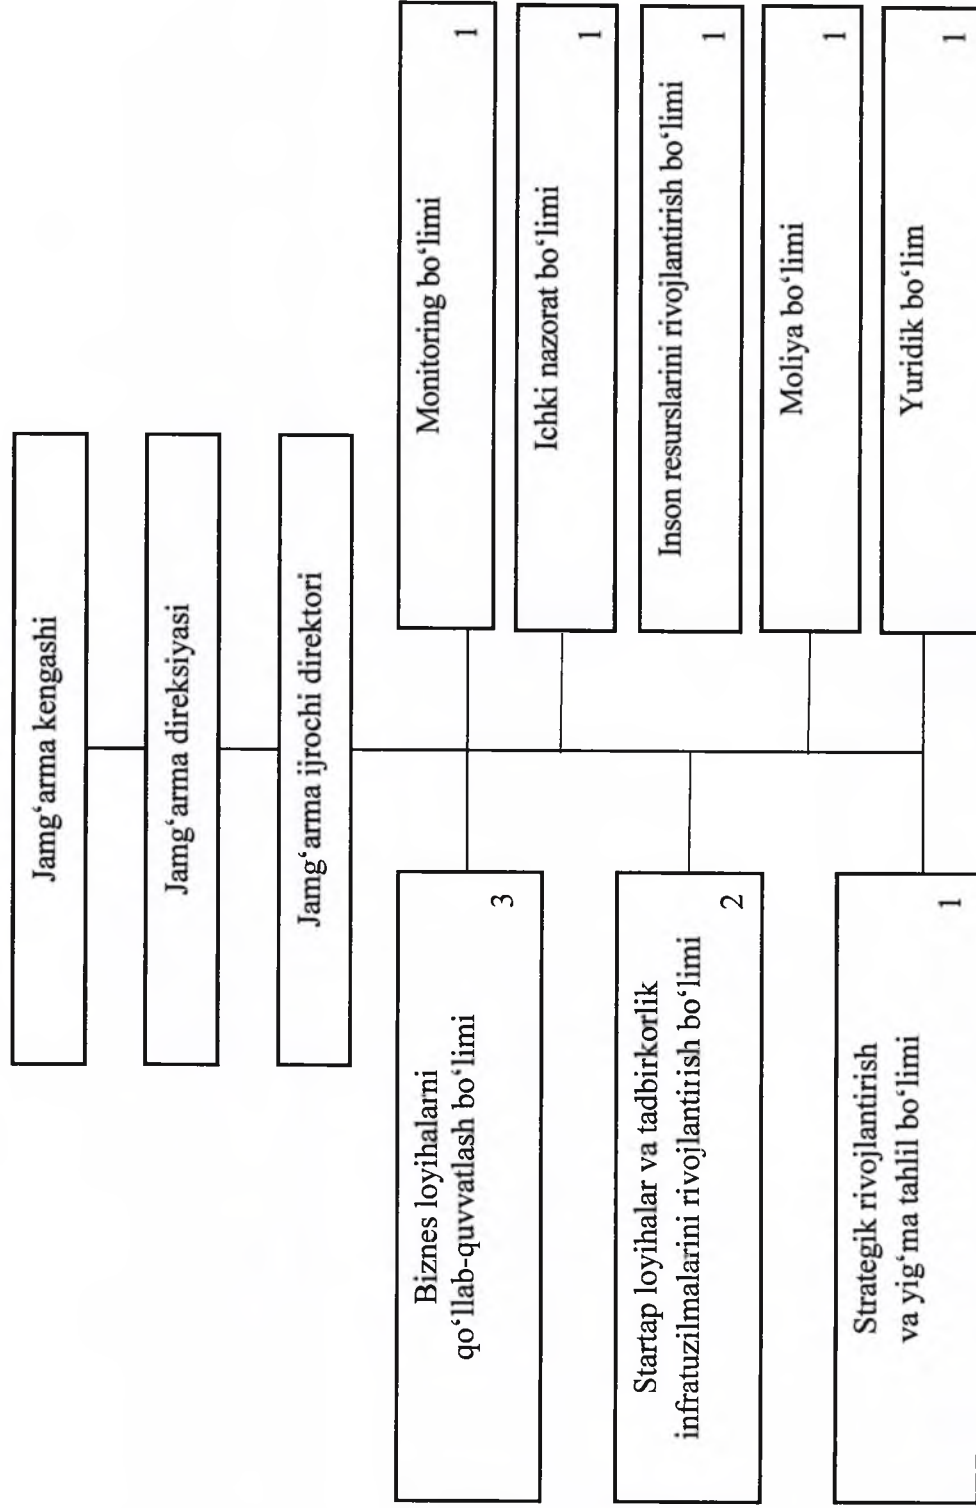 Jamg‘arma kengashi
Jamg‘arma direksiyasi
Jamg‘arma ijrochi direktori
Biznes loyihalarni
qo‘llab-quvvatlash bo‘limi
3
Startap loyihalar va tadbirkorlik
infratuzilmalarini rivojlantirish bo‘limi
2
Strategik rivojlantirish
va yig‘ma tahlil bo‘limi
1
Monitoring bo‘limi
1
Ichki nazorat bo‘limi
1
Inson resurslarini rivojlantirish bo‘limi
1
Moliya bo‘limi
1
Yuridik bo‘lim
1